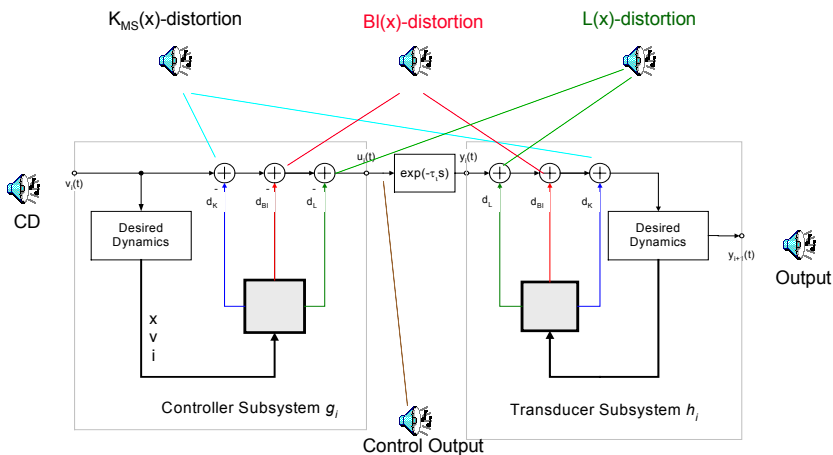 K_MS(x)-distortion
Bl(x)-distortion
L(x)-distortion
CD
v_i(t)
-
-
-
u_i(t)
exp(-τ_i s)
y_i(t)
d_K
d_Bl
d_L
d_L
d_Bl
d_K
Desired
Dynamics
Desired
Dynamics
y_i+1(t)
Output
x
v
i
Controller Subsystem g_i
Transducer Subsystem h_i
Control Output